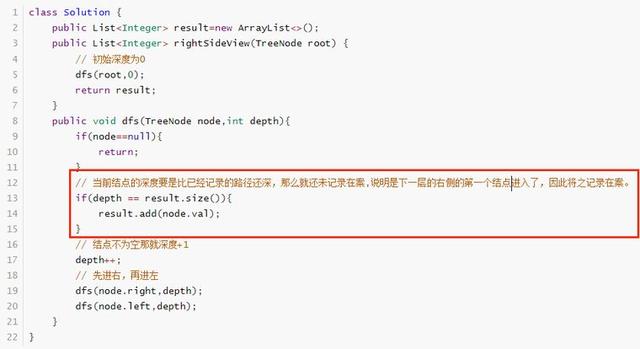 1 class Solution {
2     public List<Integer> result=new ArrayList<>();
3     public List<Integer> rightSideView(TreeNode root) {
4         // 初始深度为0
5         dfs(root,0);
6         return result;
7     }
8     public void dfs(TreeNode node,int depth){
9         if(node==null){
10             return;
11         }
12         // 当前结点的深度要是比已经记录的路径还深，那么就还未记录在案,说明是下一层的右侧的第一个结点进入了，因此将之记录在案。
13         if(depth == result.size()){
14             result.add(node.val);
15         }
16         // 结点不为空那就深度+1
17         depth++;
18         // 先进右，再进左
19         dfs(node.right,depth);
20         dfs(node.left,depth);
21     }
22 }